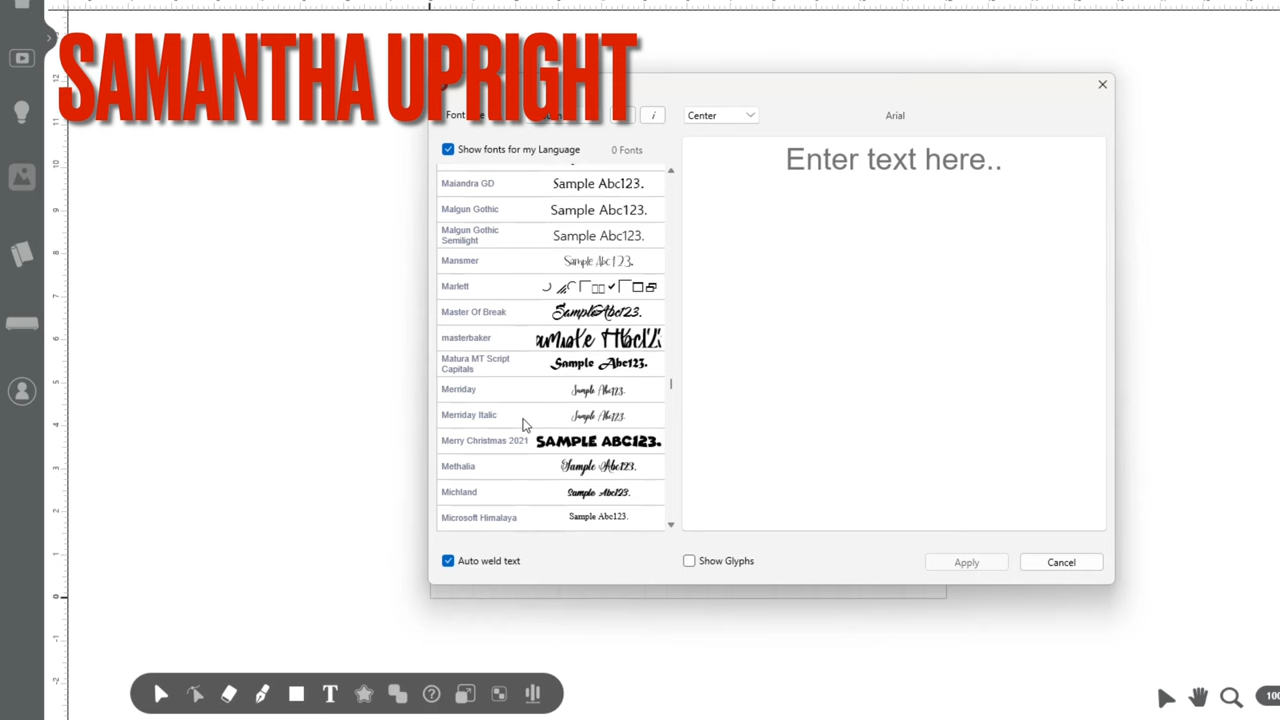 SAMANTHA UPRIGHT
i
Center
Arial
Show fonts for my Language
0 Fonts
Enter text here..
Maiandra GD Sample Abc123.
Malgun Gothic Sample Abc123.
Malgun Gothic
Semilight Sample Abc123.
Mansmer Sample Abc123.
Marlett
Master Of Break Sample Abc123.
masterbaker
Matura MT Script
Capitals Sample Abc123.
Merriday Sample Abc123.
Merriday Italic Sample Abc123.
Merry Christmas 2021 SAMPLE ABC123.
Methalia Sample Abc123.
Michland Sample Abc123.
Microsoft Himalaya Sample Abc123.
Auto weld text
Show Glyphs
Apply
Cancel
T
100